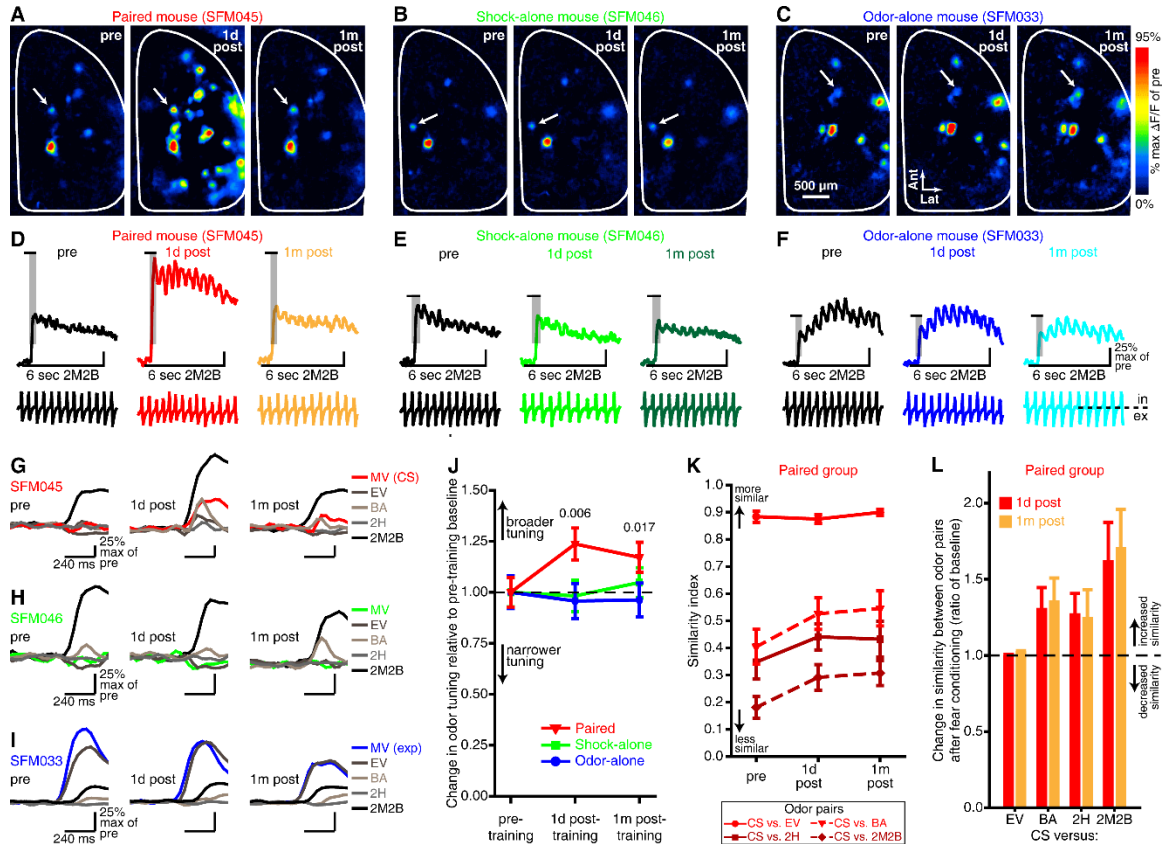 A Paired mouse (SFM045)
pre
1d post
1m post
B Shock-alone mouse (SFM046)
pre
1d post
1m post
C Odor-alone mouse (SFM033)
pre
1d post
1m post
500 µm
Ant
Lat
95%
% max ΔF/F of pre
0%
D Paired mouse (SFM045)
pre
1d post
1m post
6 sec 2M2B
6 sec 2M2B
6 sec 2M2B
E Shock-alone mouse (SFM046)
pre
1d post
1m post
6 sec 2M2B
6 sec 2M2B
6 sec 2M2B
F Odor-alone mouse (SFM033)
pre
1d post
1m post
25% max of pre
6 sec 2M2B
6 sec 2M2B
6 sec 2M2B
in
ex
G
SFM045
pre
1d post
1m post
MV (CS)
EV
BA
2H
2M2B
25% max of pre
240 ms
H
SFM046
pre
1d post
1m post
MV
EV
BA
2H
2M2B
25% max of pre
240 ms
I
SFM033
pre
1d post
1m post
MV (exp)
EV
BA
2H
2M2B
25% max of pre
240 ms
J
Change in odor tuning relative to pre-training baseline
1.50
1.25
1.00
0.75
0.50
0.25
0.00
broader tuning
0.006
0.017
narrower tuning
Paired
Shock-alone
Odor-alone
pre-training
1d post-training
1m post-training
K Paired group
Similarity index
1.0
0.9
0.8
0.7
0.6
0.5
0.4
0.3
0.2
0.1
0.0
more similar
less similar
pre
1d post
1m post
Odor pairs
CS vs. EV
CS vs. BA
CS vs. 2H
CS vs. 2M2B
L Paired group
Change in similarity between odor pairs after fear conditioning (ratio of baseline)
2.0
1.5
1.0
0.5
0.0
1d post
1m post
increased similarity
decreased similarity
EV
BA
2H
2M2B
CS versus: